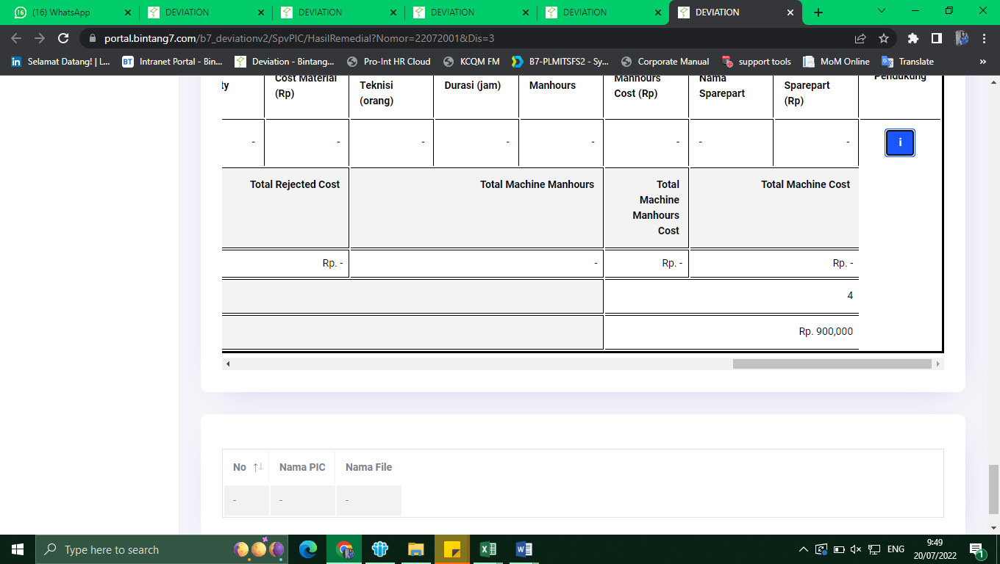 (16) WhatsApp
DEVIATION
DEVIATION
DEVIATION
DEVIATION
DEVIATION
portal.bintang7.com/b7_deviationv2/SpvPIC/HasilRemedial?Nomor=22072001&Dis=3
Selamat Datang! | L...
BT Intranet Portal - Bin...
Deviation - Bintang...
Pro-Int HR Cloud
KCQM FM
B7-PLMITSFS2 - Sy...
Corporate Manual
support tools
MoM Online
Translate
»
ty
Cost Material
(Rp)
Teknisi
(orang)
Durasi (jam)
Manhours
Manhours
Cost (Rp)
Nama
Sparepart
Sparepart
(Rp)
Pendukung
- - - - - - - - i
Total Rejected Cost
Total Machine Manhours
Total
Machine
Manhours
Cost
Total Machine Cost
Rp. - - Rp. - Rp. -
4
Rp. 900,000
No Nama PIC Nama File
- - -
Type here to search
ENG
9:49
20/07/2022
1